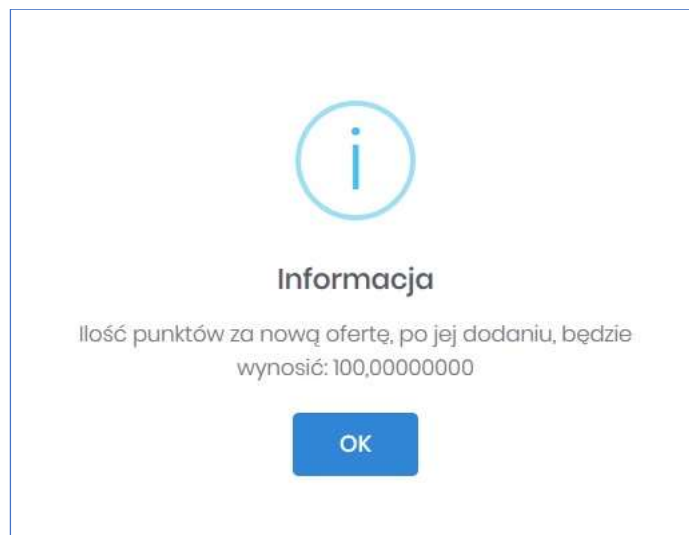 Informacja
Ilość punktów za nową ofertę, po jej dodaniu, będzie
wynosić: 100,00000000
OK